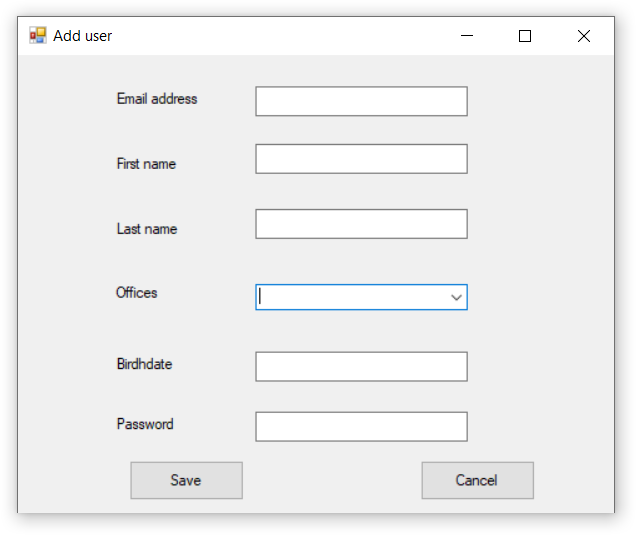 Add user
Email address
First name
Last name
Offices
Birdhdate
Password
Save Cancel